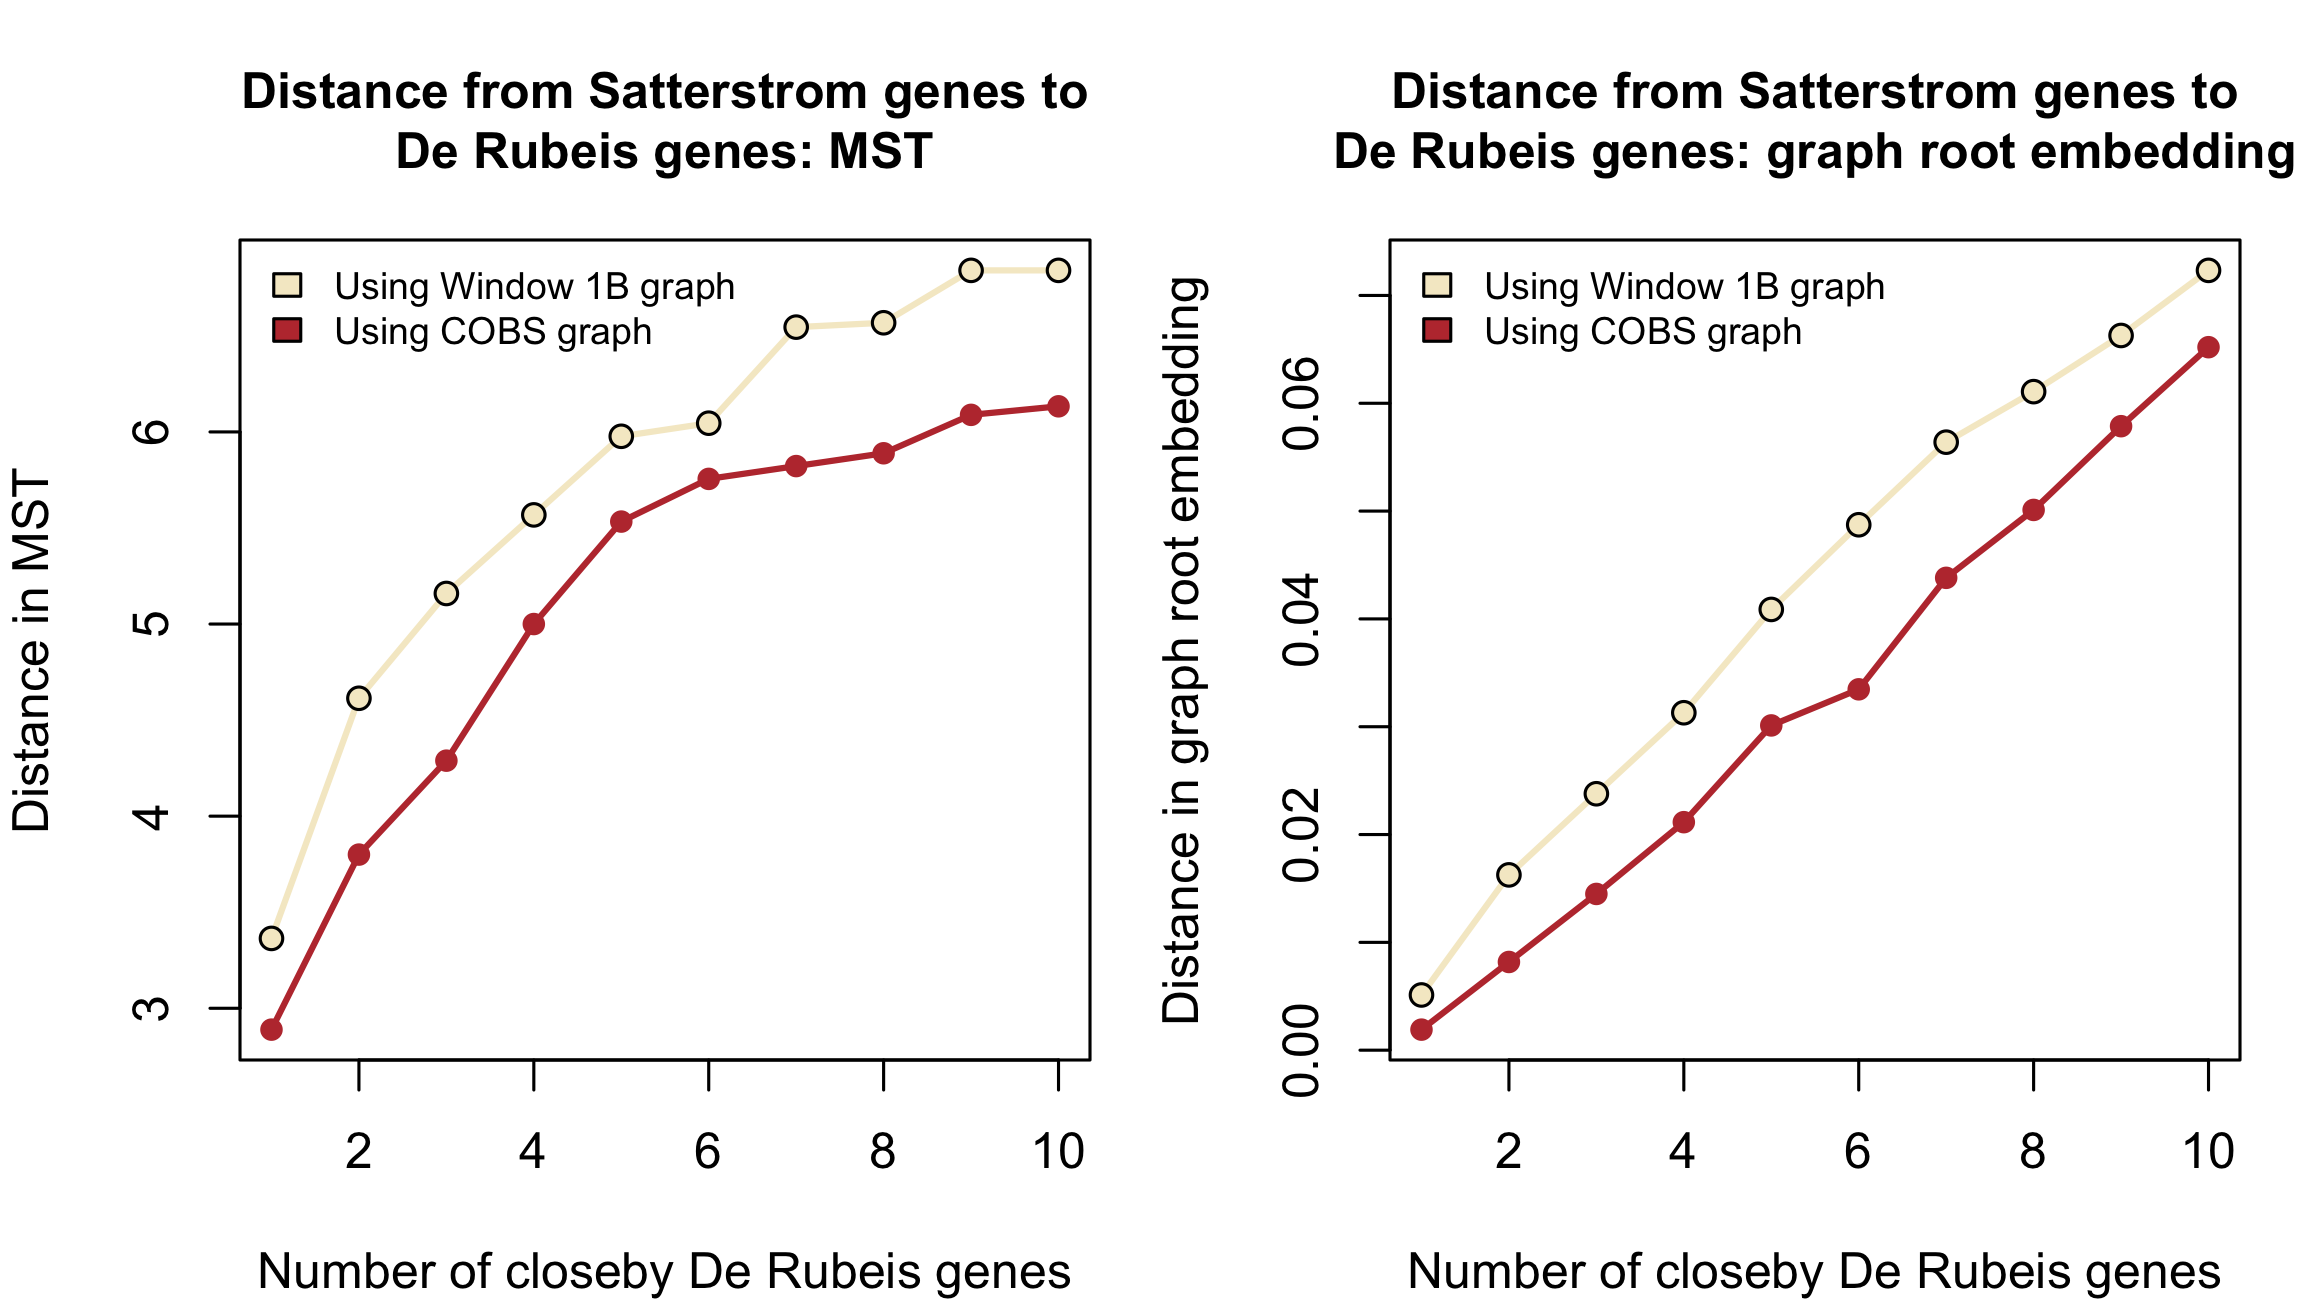 Distance from Satterstrom genes to
De Rubeis genes: MST
Using Window 1B graph
Using COBS graph
Distance in MST
6
5
4
3
2 4 6 8 10
Number of closeby De Rubeis genes
Distance from Satterstrom genes to
De Rubeis genes: graph root embedding
Using Window 1B graph
Using COBS graph
Distance in graph root embedding
0.06
0.04
0.02
0.00
2 4 6 8 10
Number of closeby De Rubeis genes